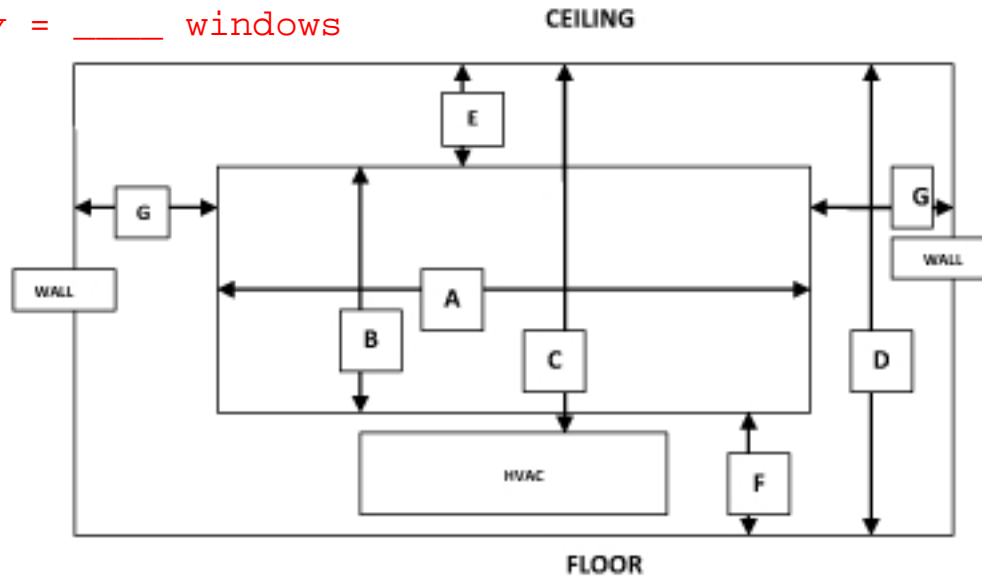 = ____ windows
CEILING
E
G
G
WALL
WALL
A
B
C
D
HVAC
F
FLOOR